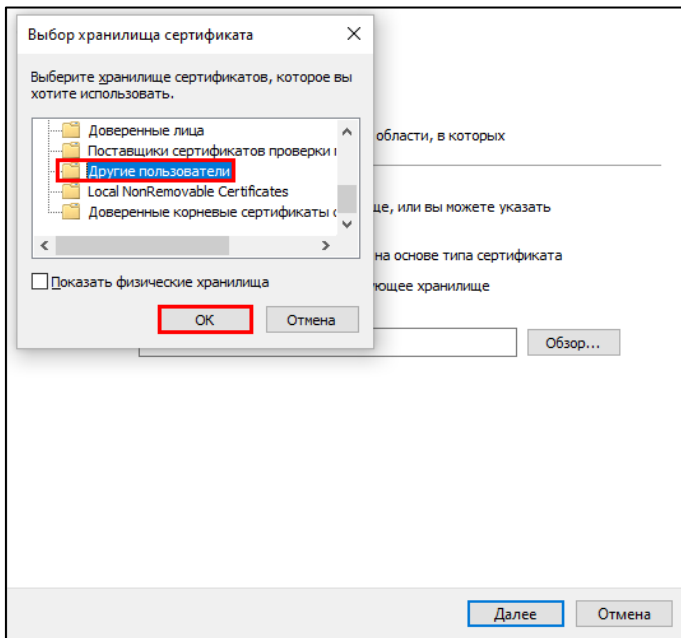 Выбор хранилища сертификата
Выберите хранилище сертификатов, которое вы
хотите использовать.
Доверенные лица
Поставщики сертификатов проверки
Другие пользователи
Local NonRemovable Certificates
Доверенные корневые сертификаты
Показать физические хранилища
ОК
Отмена
области, в которых
или вы можете указать
на основе типа сертификата
хранилище
Обзор...
Далее
Отмена